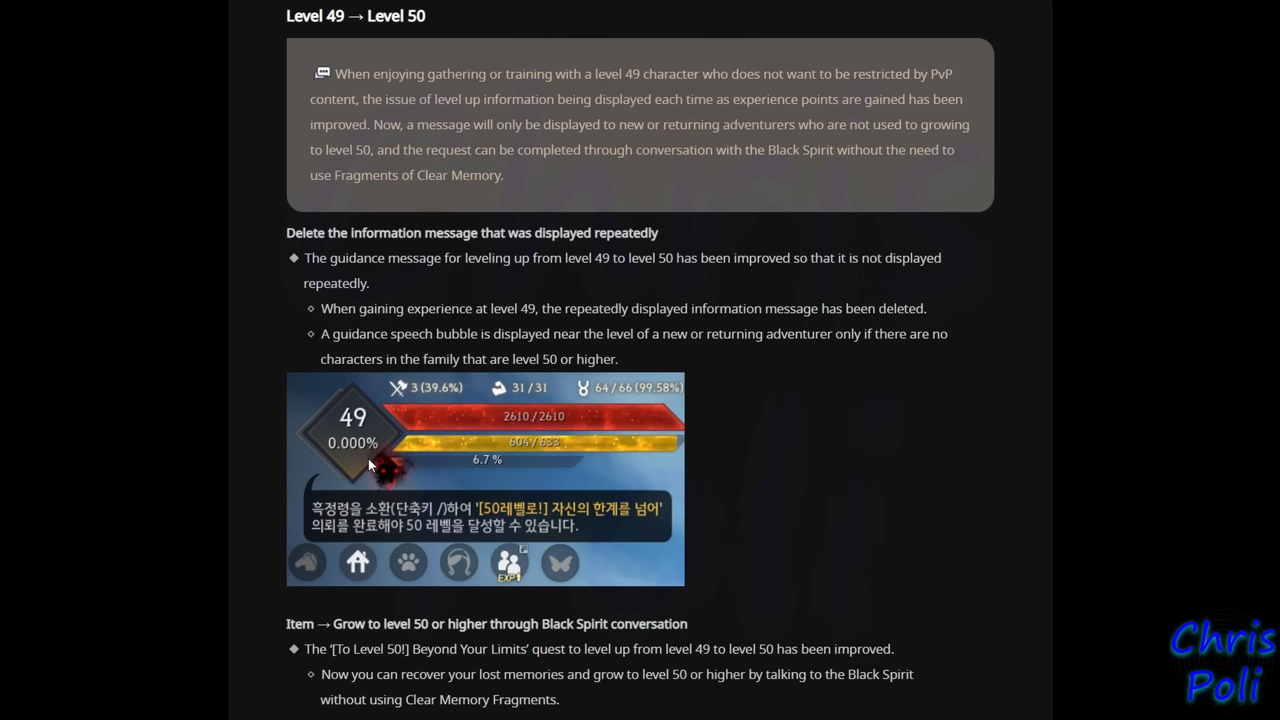 Level 49 → Level 50
When enjoying gathering or training with a level 49 character who does not want to be restricted by PvP
content, the issue of level up information being displayed each time as experience points are gained has been
improved. Now, a message will only be displayed to new or returning adventurers who are not used to growing
to level 50, and the request can be completed through conversation with the Black Spirit without the need to
use Fragments of Clear Memory.
Delete the information message that was displayed repeatedly
◆ The guidance message for leveling up from level 49 to level 50 has been improved so that it is not displayed
repeatedly.
◇ When gaining experience at level 49, the repeatedly displayed information message has been deleted.
◇ A guidance speech bubble is displayed near the level of a new or returning adventurer only if there are no
characters in the family that are level 50 or higher.
3 (39.6%) 31 / 31 64 / 66 (99.58%)
49
2610 / 2610
0.000%
604 / 633
6.7 %
흑정령을 소환(단축키 /)하여 '[50레벨로!] 자신의 한계를 넘어'
의뢰를 완료해야 50 레벨을 달성할 수 있습니다.
EXP
Item → Grow to level 50 or higher through Black Spirit conversation
◆ The '[To Level 50!] Beyond Your Limits' quest to level up from level 49 to level 50 has been improved.
◇ Now you can recover your lost memories and grow to level 50 or higher by talking to the Black Spirit
without using Clear Memory Fragments.
Chris
Poli